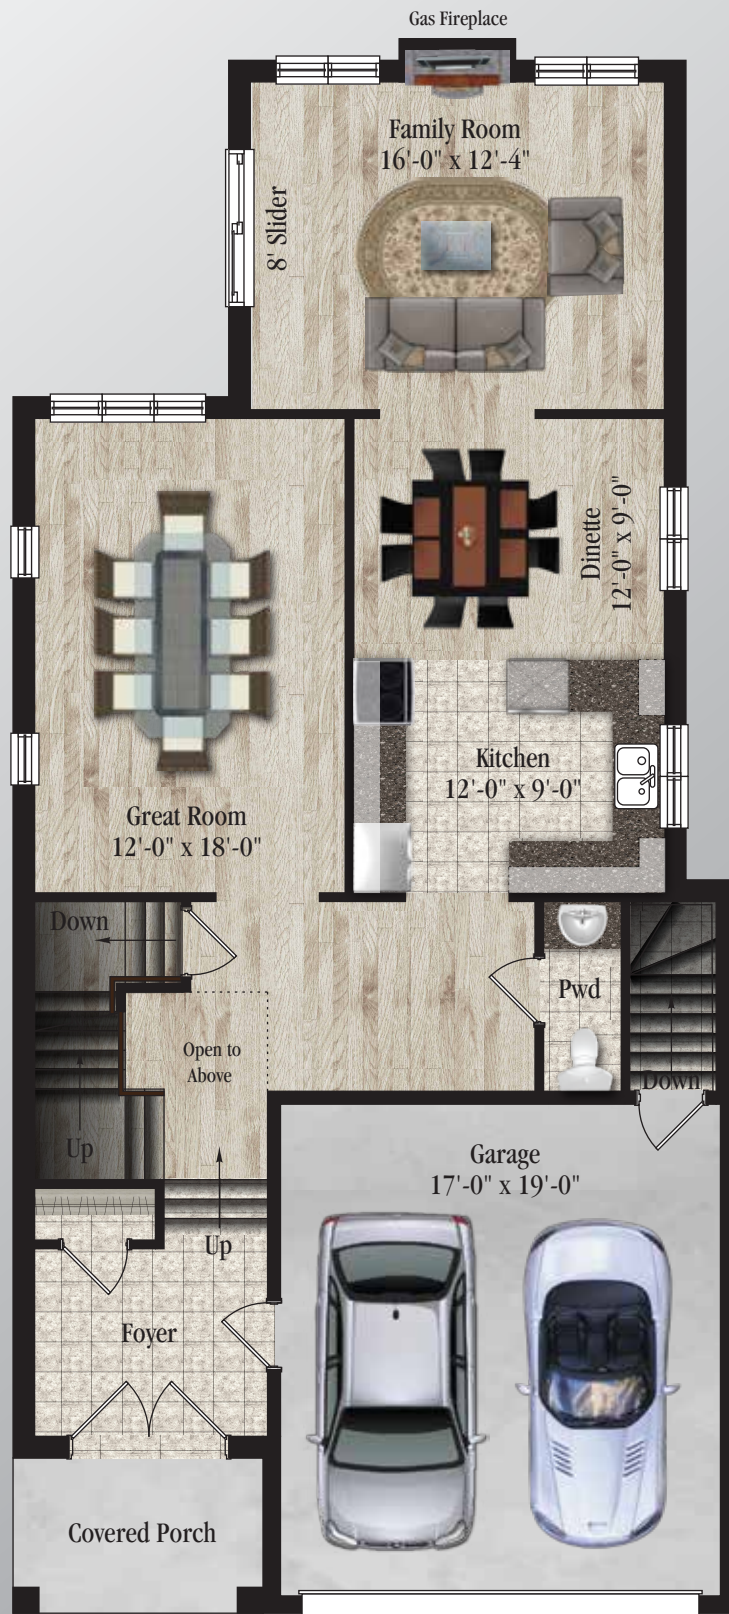 Gas Fireplace
Family Room
16'-0" x 12'-4"
8' Slider
Dinette
12'-0" x 9'-0"
Kitchen
12'-0" x 9'-0"
Great Room
12'-0" x 18'-0"
Down
Pwd
Open to
Above
Down
Up
Garage
17'-0" x 19'-0"
Up
Foyer
Covered Porch